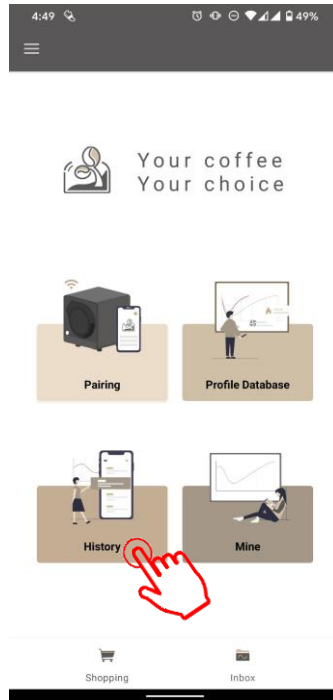 4:49 49%
Your coffee
Your choice
Pairing Profile Database
History Mine
Shopping Inbox